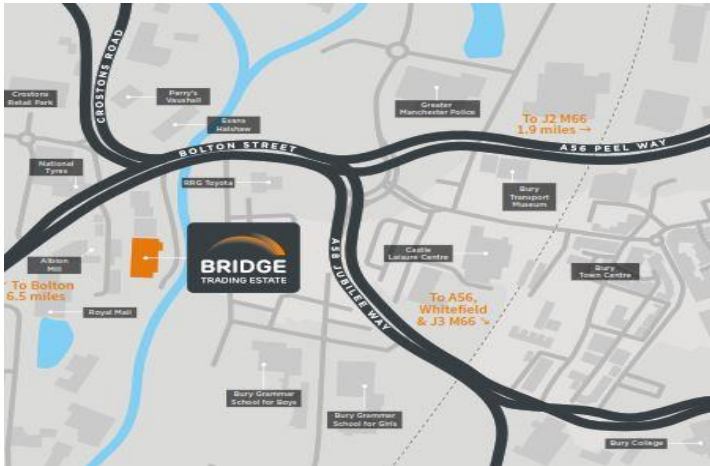 CROSTONS ROAD
Crostons
Retail Park
Perry's
Vauxhall
Evans
Halshaw
Greater
Manchester Police
To J2 M66
1.9 miles →
A56 PEEL WAY
BOLTON STREET
National
Tyres
RRG Toyota
Bury
Transport
Museum
BRIDGE
TRADING ESTATE
A58 JUBILEE WAY
Castle
Leisure Centre
Bury
Town Centre
Albion
Mill
To Bolton
6.5 miles
Royal Mail
To A56,
Whitefield
& J3 M66 ↘
Bury Grammar
School for Boys
Bury Grammar
School for Girls
Bury College